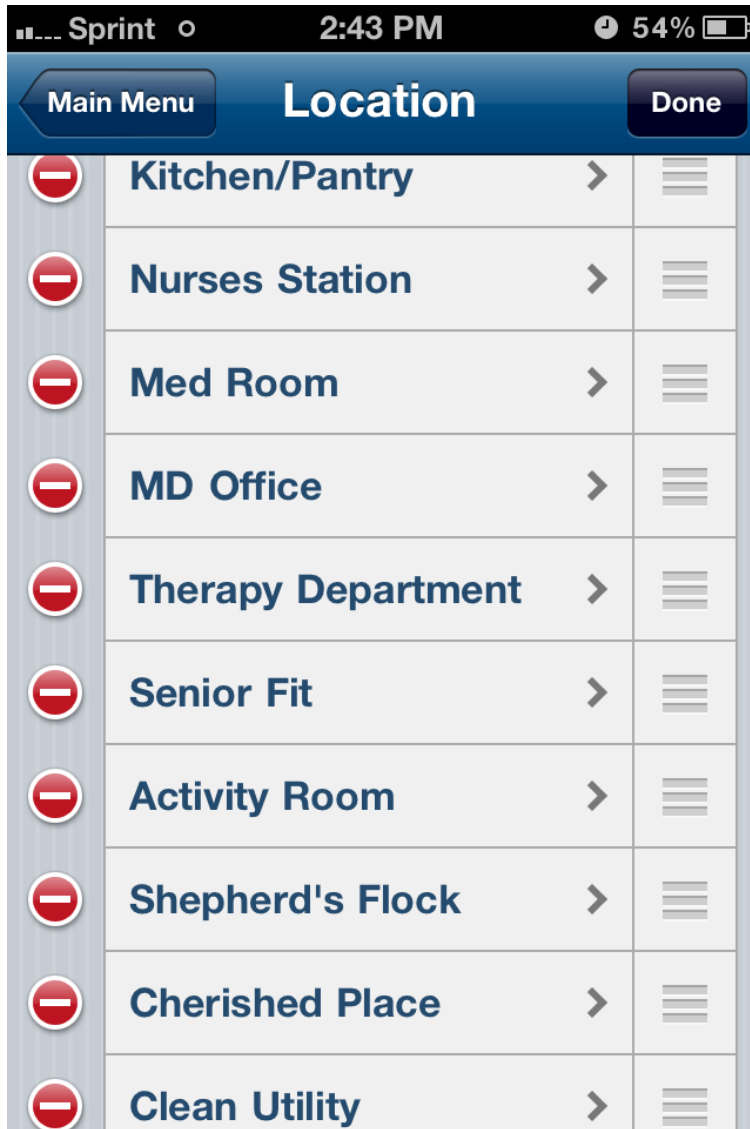 Sprint 2:43 PM 54%
Main Menu Location Done
Kitchen/Pantry
Nurses Station
Med Room
MD Office
Therapy Department
Senior Fit
Activity Room
Shepherd's Flock
Cherished Place
Clean Utility